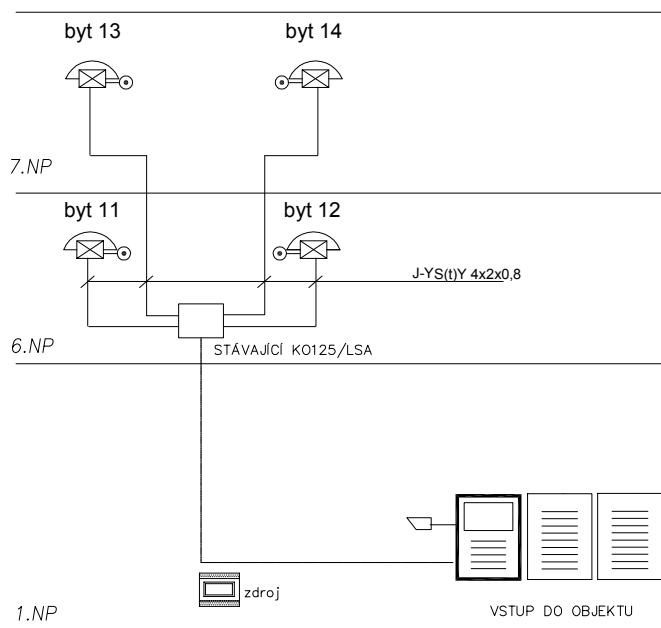 byt 13
byt 14
7.NP
byt 11
byt 12
J-YS(t)Y 4x2x0,8
6.NP
STÁVAJÍCÍ KO125/LSA
zdroj
1.NP
VSTUP DO OBJEKTU